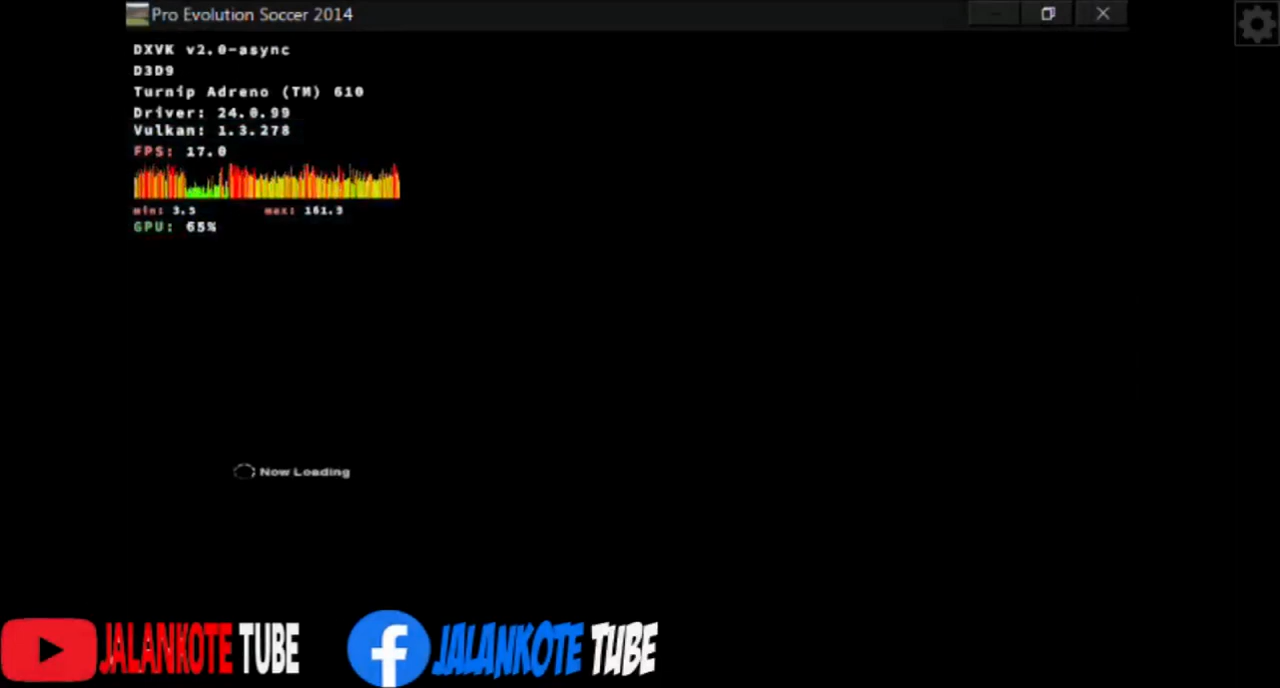 Pro Evolution Soccer 2014
DXVK v2.0-async
D3D9
Turnip Adreno (TM) 610
Driver: 24.0.99
Vulkan: 1.3.278
FPS: 17.0
min: 3.5 max: 161.9
GPU: 65%
Now Loading
JALANKOTE TUBE
JALANKOTE TUBE